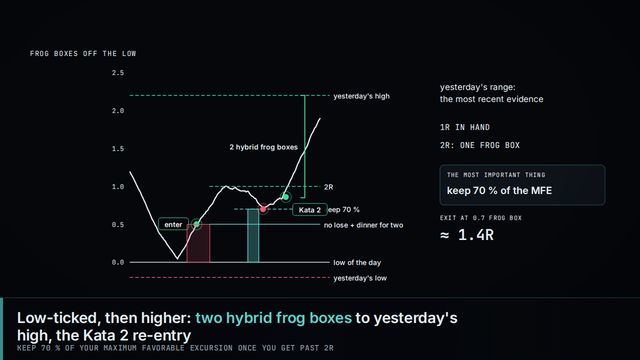 FROG BOXES OFF THE LOW
2.5
2.0
1.5
1.0
0.5
0.0
yesterday's high
2 hybrid frog boxes
2R
Kata 2
eep 70 %
enter
no lose + dinner for two
low of the day
yesterday's low
yesterday's range:
the most recent evidence
1R IN HAND
2R: ONE FROG BOX
THE MOST IMPORTANT THING
keep 70 % of the MFE
EXIT AT 0.7 FROG BOX
≈ 1.4R
Low-ticked, then higher: two hybrid frog boxes to yesterday's
high, the Kata 2 re-entry
KEEP 70 % OF YOUR MAXIMUM FAVORABLE EXCURSION ONCE YOU GET PAST 2R